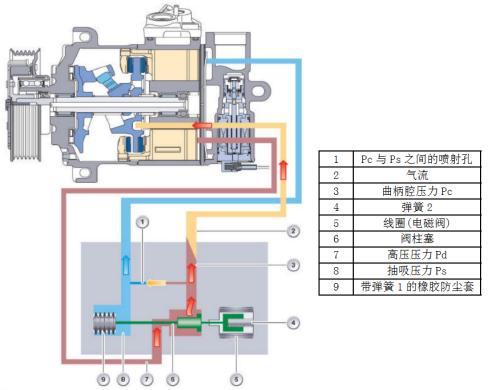 1 Pc 与 Ps 之间的喷射孔
2 气流
3 曲柄腔压力 Pc
4 弹簧 2
5 线圈(电磁阀)
6 阀柱塞
7 高压压力 Pd
8 抽吸压力 Ps
9 带弹簧 1 的橡胶防尘套
1
2
3
4
9
8
7
6
5